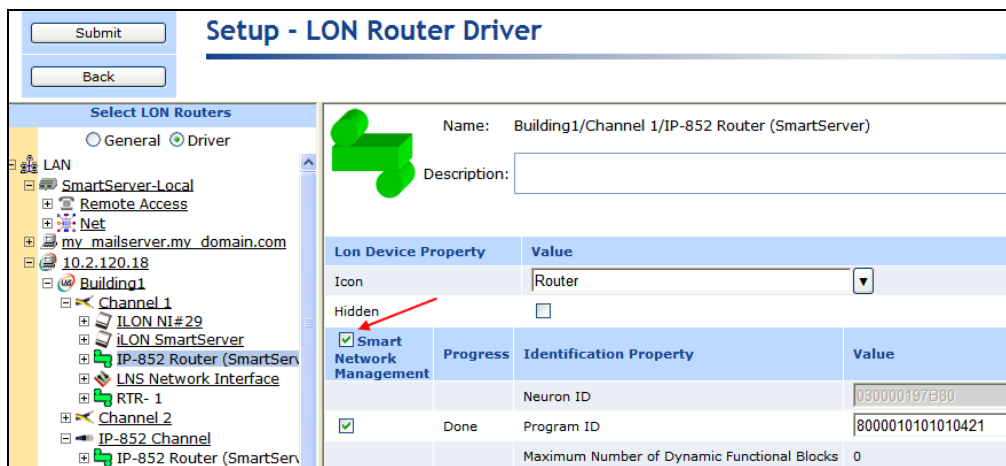 Submit
Setup - LON Router Driver
Back
Select LON Routers
General Driver
LAN
SmartServer-Local
Remote Access
Net
my_mailserver.my_domain.com
10.2.120.18
Building1
Channel 1
ILON NI#29
iLON SmartServer
IP-852 Router (SmartServ
LNS Network Interface
RTR- 1
Channel 2
IP-852 Channel
IP-852 Router (SmartServ
Name: Building1/Channel 1/IP-852 Router (SmartServer)
Description:
Lon Device Property Value
Icon Router
Hidden
Smart Network Management Progress Identification Property Value
Neuron ID 030000197B80
Done Program ID 8000010101010421
Maximum Number of Dynamic Functional Blocks 0